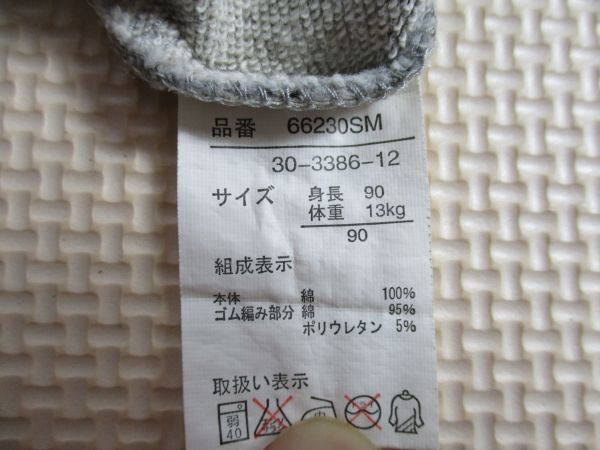 品番 66230SM
30-3386-12
サイズ 身長 90
体重 13kg
90
組成表示
本体 綿 100%
ゴム編み部分 綿 95%
ポリウレタン 5%
取扱い表示
弱 中
40